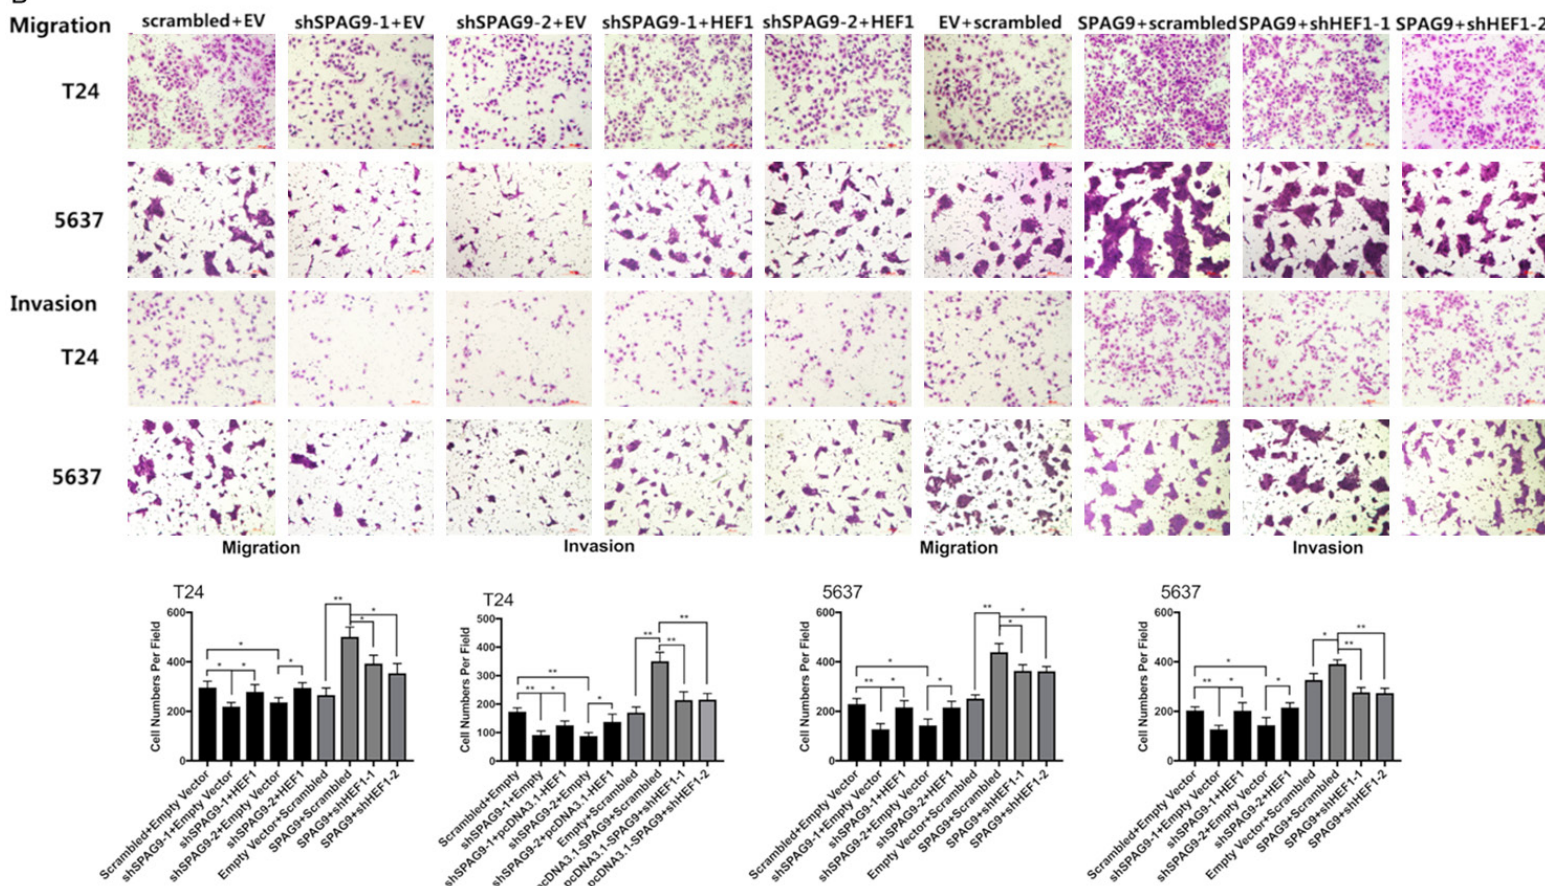 scrambled+EV shSPAG9-1+EV shSPAG9-2+EV shSPAG9-1+HEF1 shSPAG9-2+HEF1 EV+scrambled SPAG9+scrambled SPAG9+shHEF1-1 SPAG9+shHEF1-2
Migration
T24
5637
Invasion
T24
5637
Migration Invasion Migration Invasion
T24
600
400
200
0
Cell Numbers Per Field
** * * * * * *
Scrambled+Empty Vector
shSPAG9-1+Empty Vector
shSPAG9-1+HEF1
shSPAG9-2+Empty Vector
shSPAG9-2+HEF1
Empty Vector+Scrambled
SPAG9+Scrambled
SPAG9+shHEF1-1
SPAG9+shHEF1-2
T24
500
400
300
200
100
0
Cell Numbers Per Field
** ** ** ** ** * *
Scrambled+Empty
shSPAG9-1+Empty
shSPAG9-1+pcDNA3.1-HEF1
shSPAG9-2+Empty
shSPAG9-2+pcDNA3.1-HEF1
Empty+Scrambled
pcDNA3.1-SPAG9+Scrambled
pcDNA3.1-SPAG9+shHEF1-1
pcDNA3.1-SPAG9+shHEF1-2
5637
600
400
200
0
Cell Numbers Per Field
** * * * ** * *
Scrambled+Empty Vector
shSPAG9-1+Empty Vector
shSPAG9-1+HEF1
shSPAG9-2+Empty Vector
shSPAG9-2+HEF1
Empty Vector+Scrambled
SPAG9+Scrambled
SPAG9+shHEF1-1
SPAG9+shHEF1-2
5637
600
400
200
0
Cell Numbers Per Field
** * ** * ** * *
Scrambled+Empty Vector
shSPAG9-1+Empty Vector
shSPAG9-1+HEF1
shSPAG9-2+Empty Vector
shSPAG9-2+HEF1
Empty Vector+Scrambled
SPAG9+Scrambled
SPAG9+shHEF1-1
SPAG9+shHEF1-2